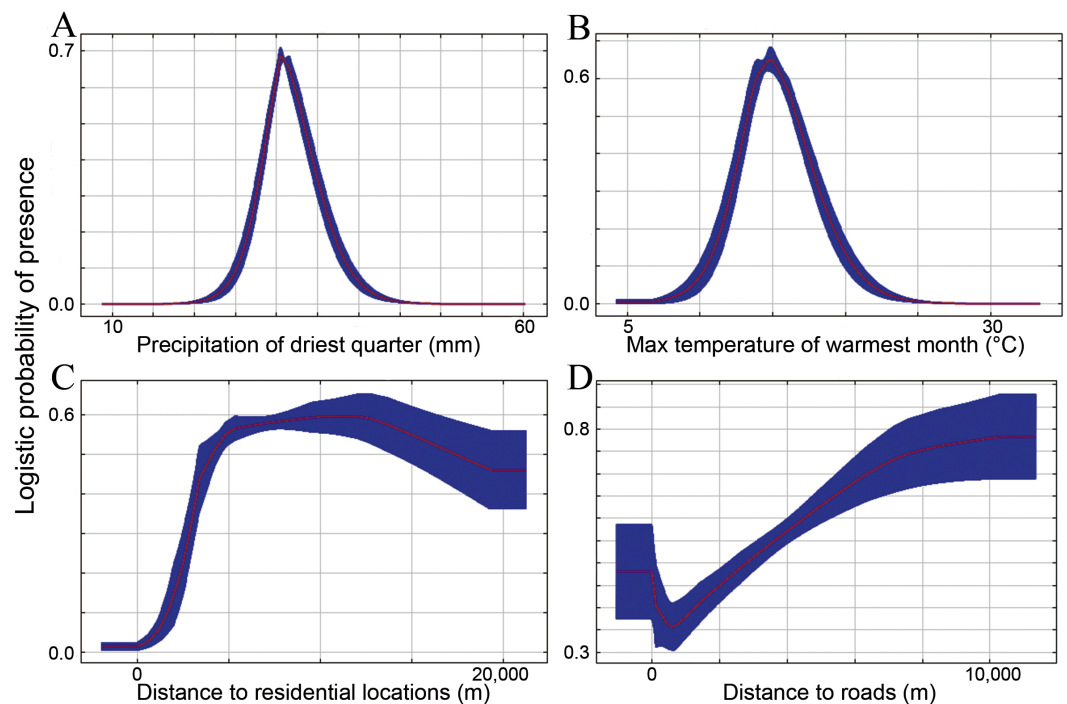 A
0.7
0.0
10
60
Precipitation of driest quarter (mm)
B
0.6
0.0
5
30
Max temperature of warmest month (°C)
Logistic probability of presence
C
0.6
0.0
0
20,000
Distance to residential locations (m)
D
0.8
0.3
0
10,000
Distance to roads (m)